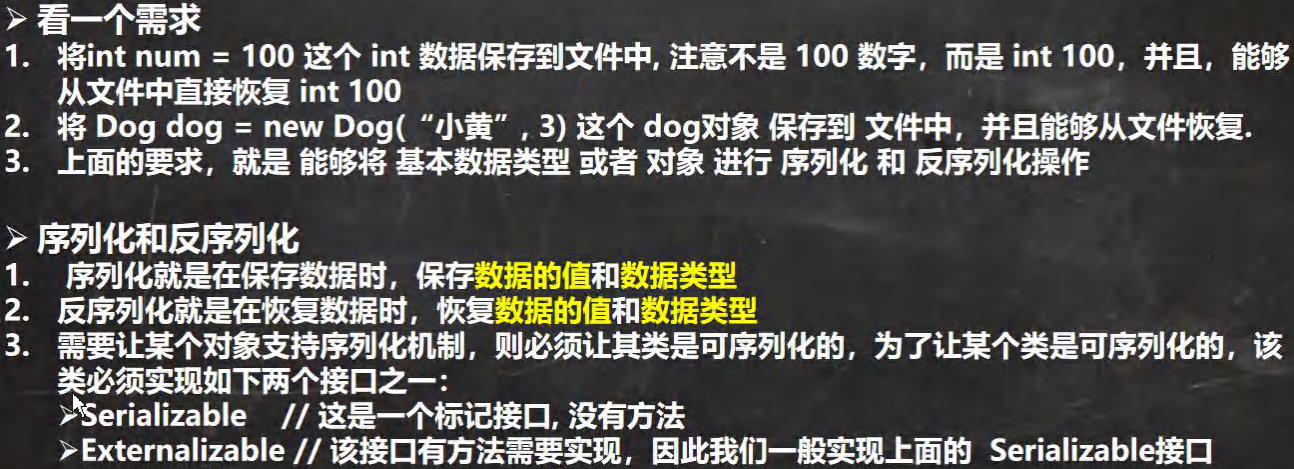 ➢ 看一个需求
1. 将int num = 100 这个 int 数据保存到文件中, 注意不是 100 数字，而是 int 100，并且，能够
从文件中直接恢复 int 100
2. 将 Dog dog = new Dog(“小黄”, 3) 这个 dog对象 保存到 文件中，并且能够从文件恢复.
3. 上面的要求，就是 能够将 基本数据类型 或者 对象 进行 序列化 和 反序列化操作
➢ 序列化和反序列化
1. 序列化就是在保存数据时，保存数据的值和数据类型
2. 反序列化就是在恢复数据时，恢复数据的值和数据类型
3. 需要让某个对象支持序列化机制，则必须让其类是可序列化的，为了让某个类是可序列化的，该
类必须实现如下两个接口之一：
➢Serializable // 这是一个标记接口, 没有方法
➢Externalizable // 该接口有方法需要实现，因此我们一般实现上面的 Serializable接口